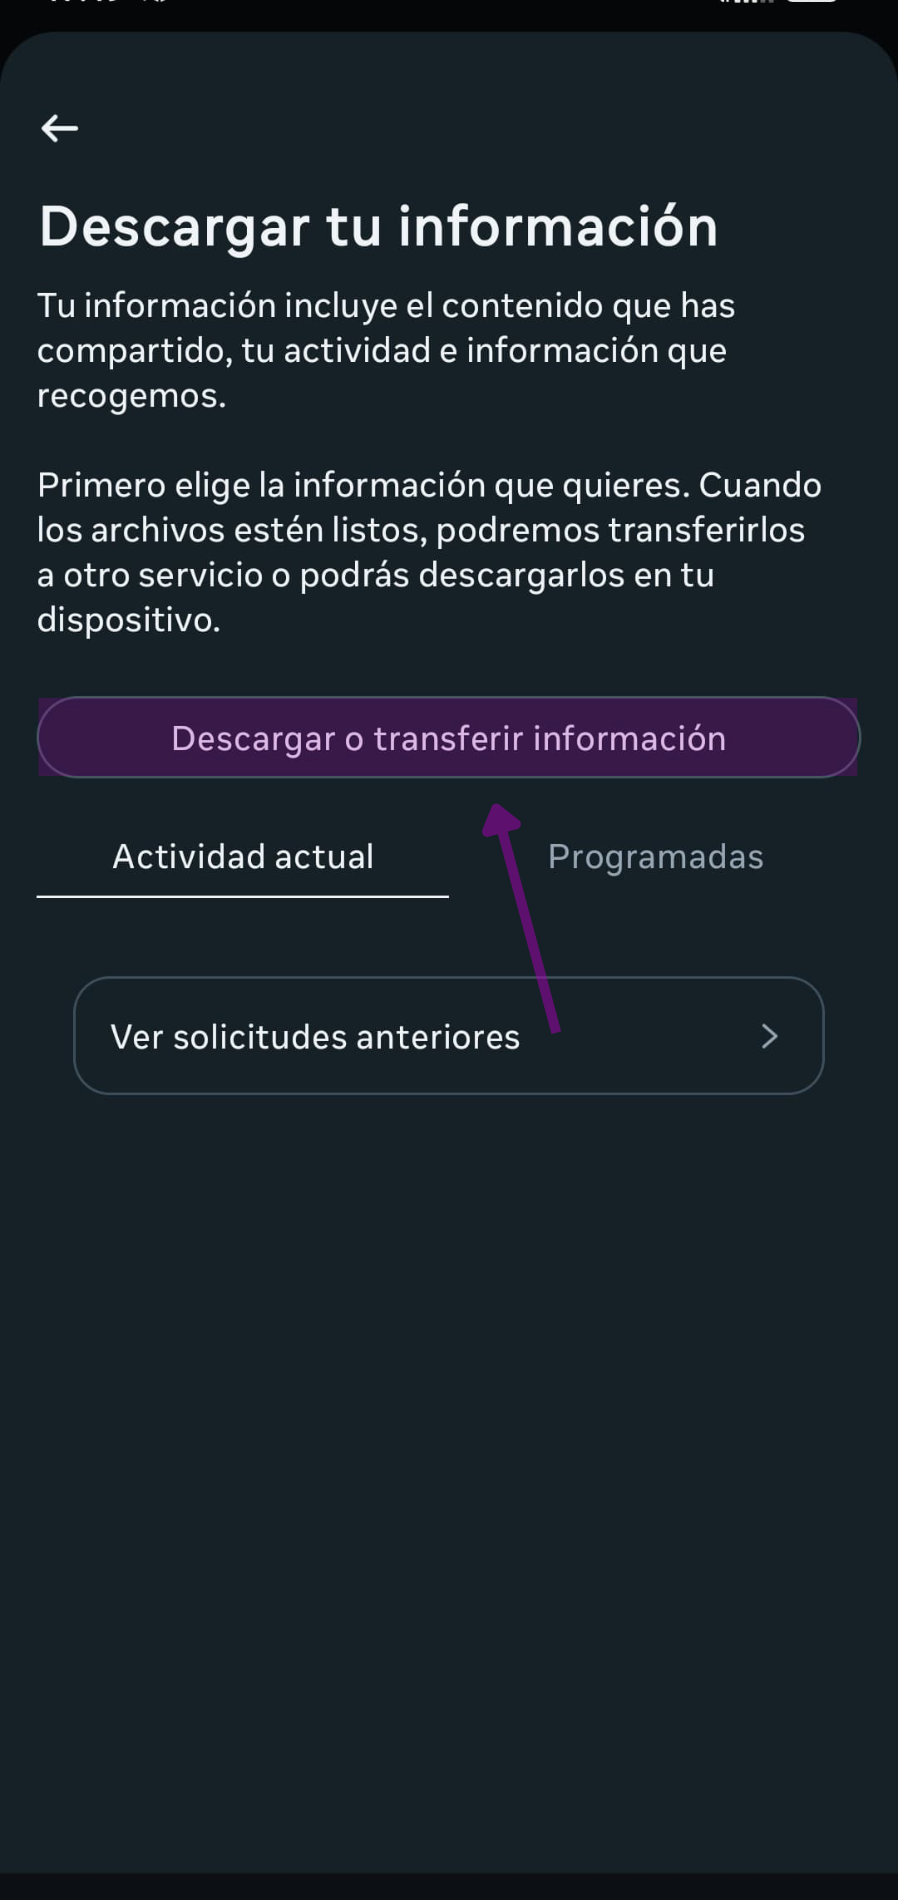 Descargar tu información
Tu información incluye el contenido que has
compartido, tu actividad e información que
recogemos.
Primero elige la información que quieres. Cuando
los archivos estén listos, podremos transferirlos
a otro servicio o podrás descargarlos en tu
dispositivo.
Descargar o transferir información
Actividad actual
Programadas
Ver solicitudes anteriores